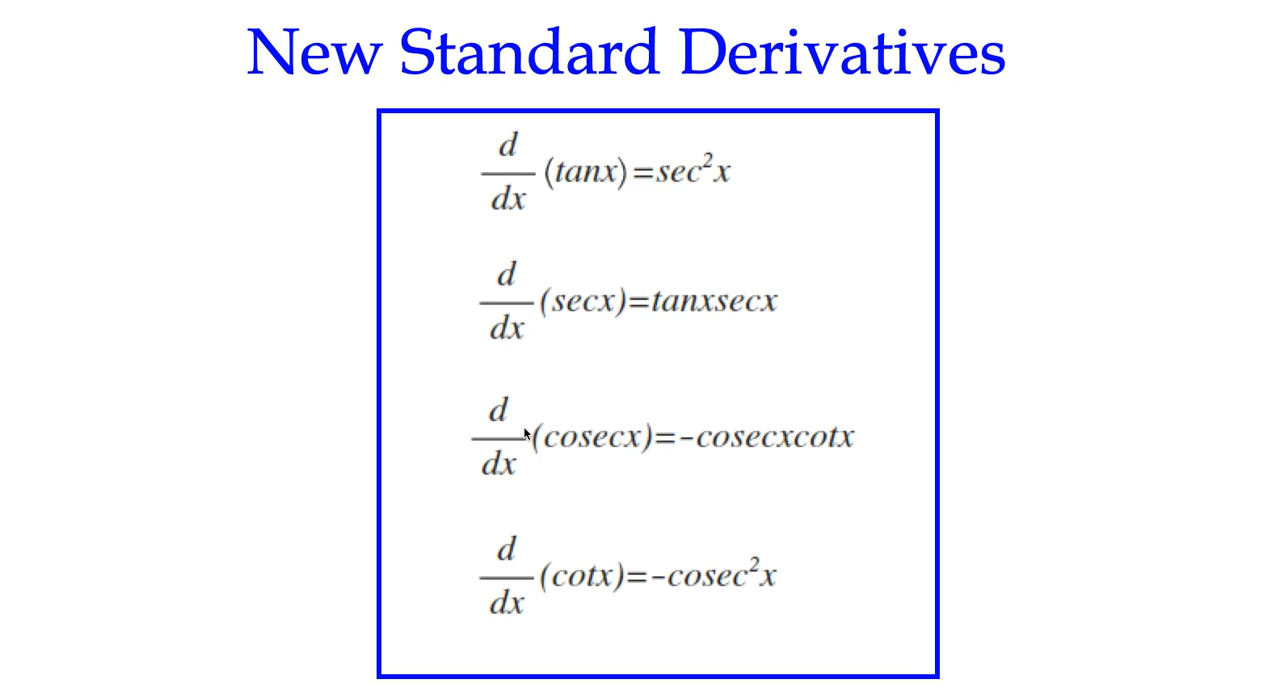 New Standard Derivatives
d/dx (tanx)=sec²x
d/dx (secx)=tanxsecx
d/dx (cosecx)=-cosecxcotx
d/dx (cotx)=-cosec²x